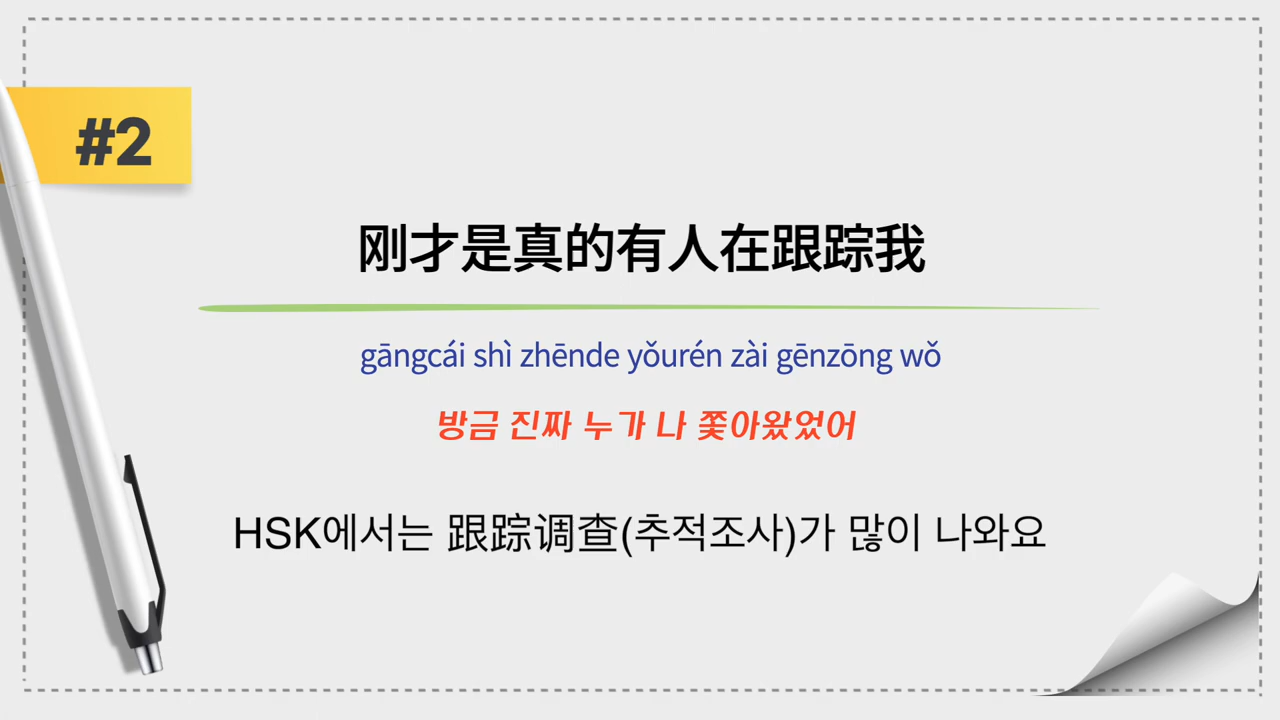 #2
刚才是真的有人在跟踪我
gāngcái shì zhēnde yǒurén zài gēnzōng wǒ
방금 진짜 누가 나 쫓아왔었어
HSK에서는 跟踪调查(추적조사)가 많이 나와요